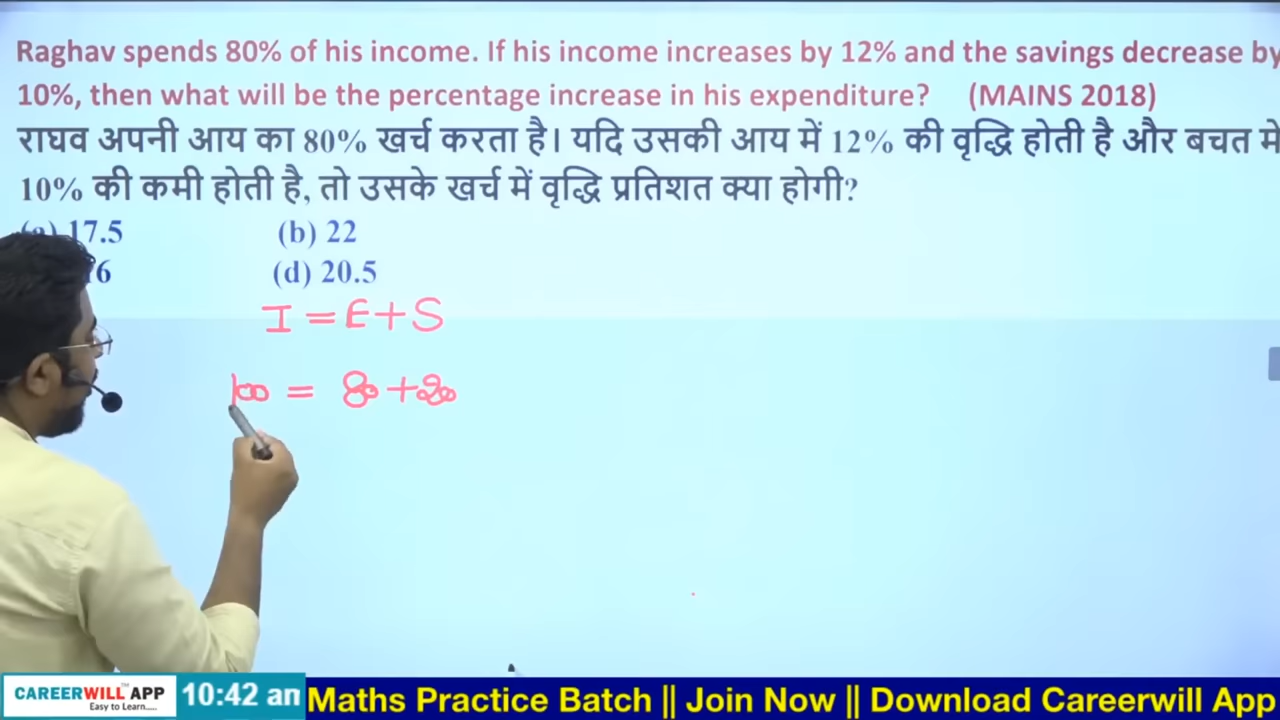 Raghav spends 80% of his income. If his income increases by 12% and the savings decrease by
10%, then what will be the percentage increase in his expenditure? (MAINS 2018)
राघव अपनी आय का 80% खर्च करता है। यदि उसकी आय में 12% की वृद्धि होती है और बचत मे
10% की कमी होती है, तो उसके खर्च में वृद्धि प्रतिशत क्या होगी?
(a) 17.5 (b) 22
6 (d) 20.5
I = E + S
100 = 80 + 20
CAREERWILL APP
Easy to Learn.....
10:42 am
Maths Practice Batch || Join Now || Download Careerwill App